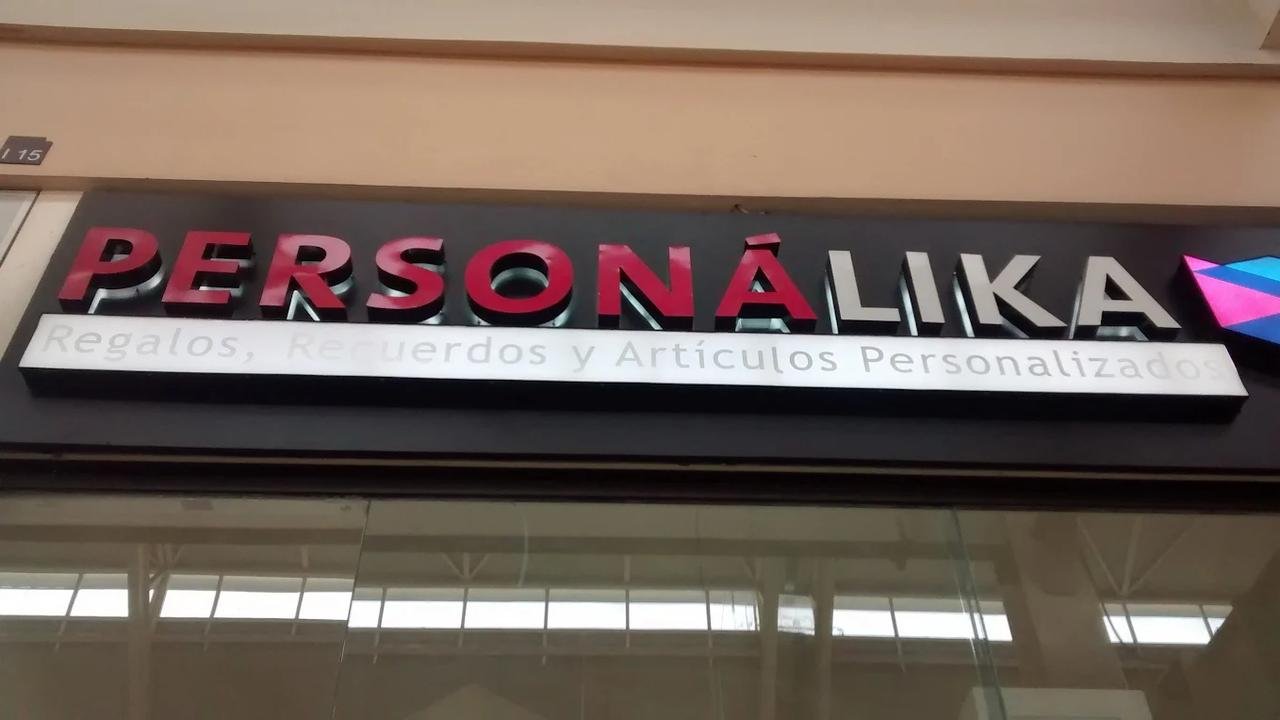 I 15
PERSONÁLIKA
Regalos, Recuerdos y Artículos Personalizados